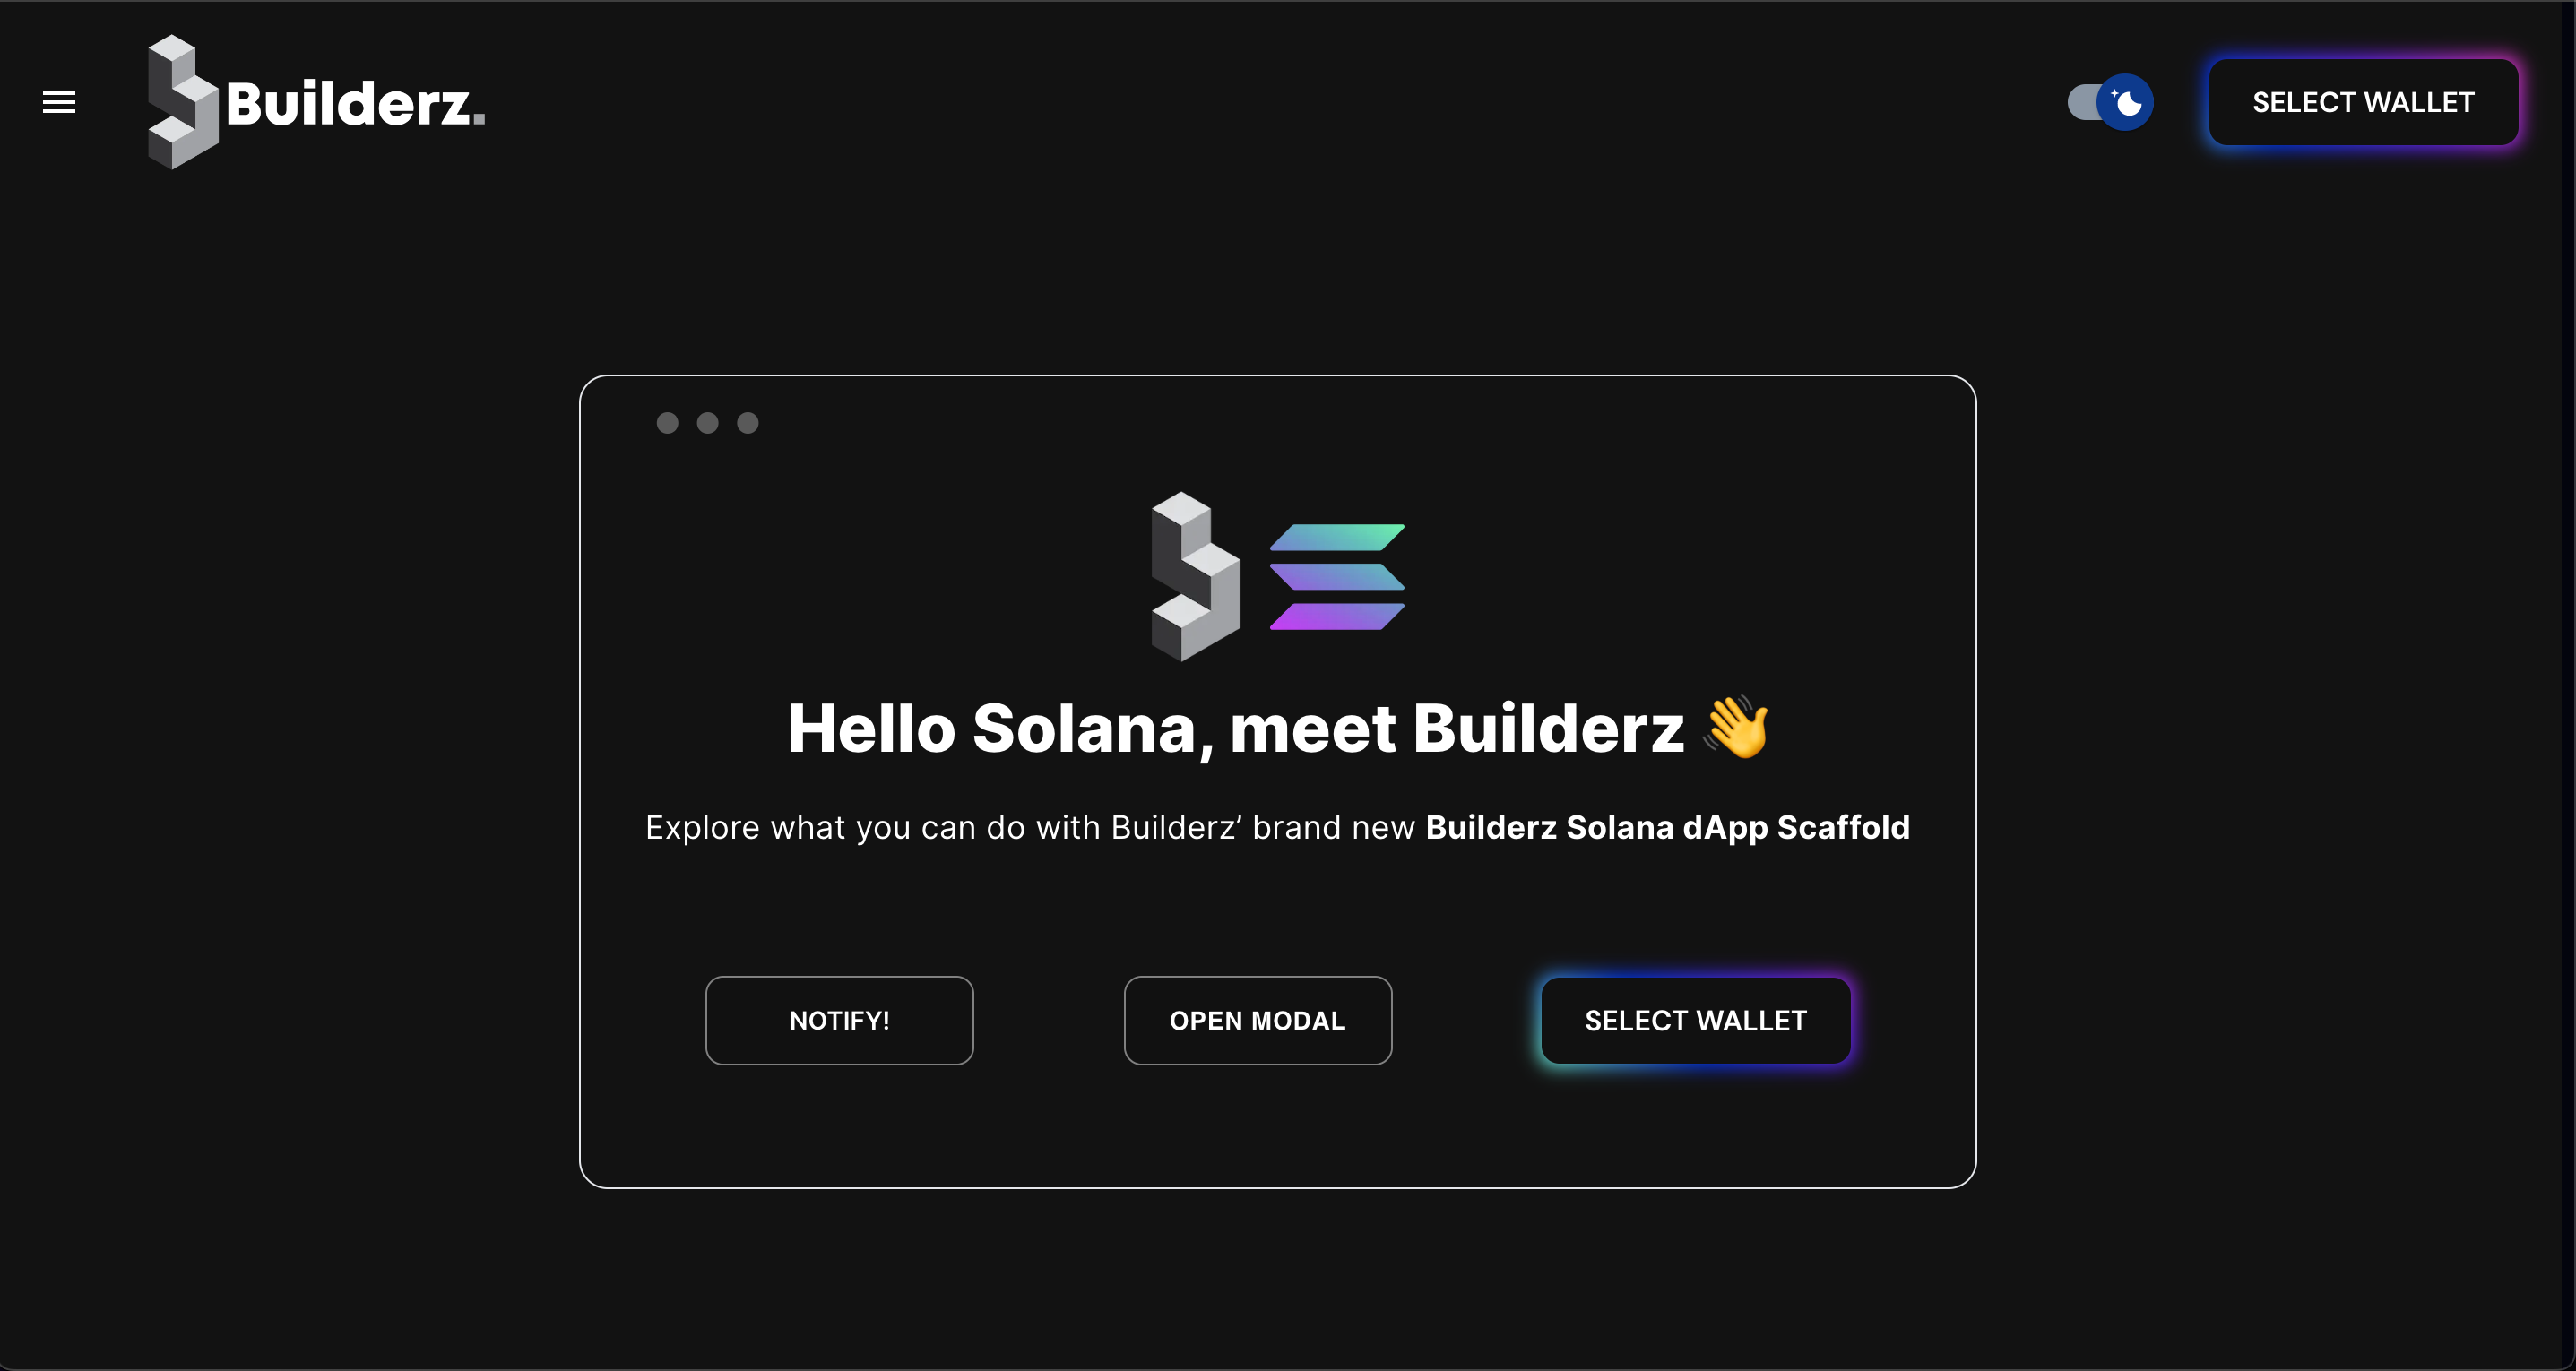 Builderz.
SELECT WALLET
Hello Solana, meet Builderz 👋
Explore what you can do with Builderz’ brand new Builderz Solana dApp Scaffold
NOTIFY!
OPEN MODAL
SELECT WALLET